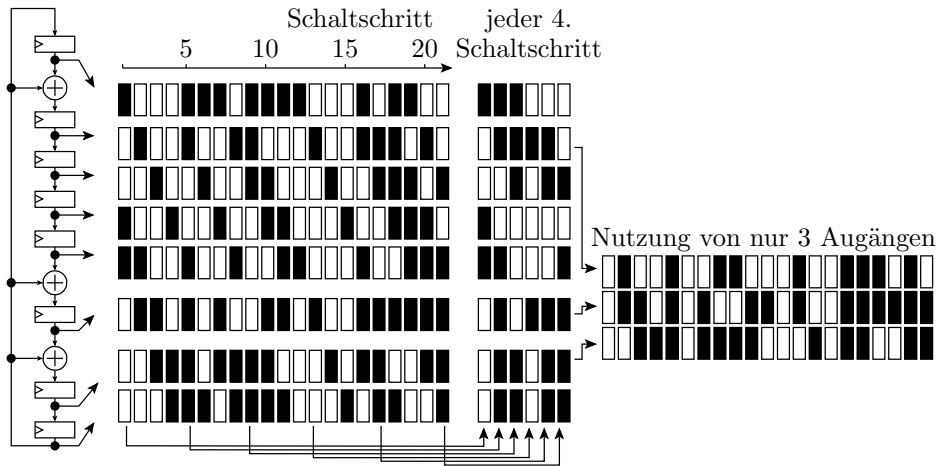 Schaltschritt
jeder 4.
Schaltschritt
5 10 15 20
Nutzung von nur 3 Augängen